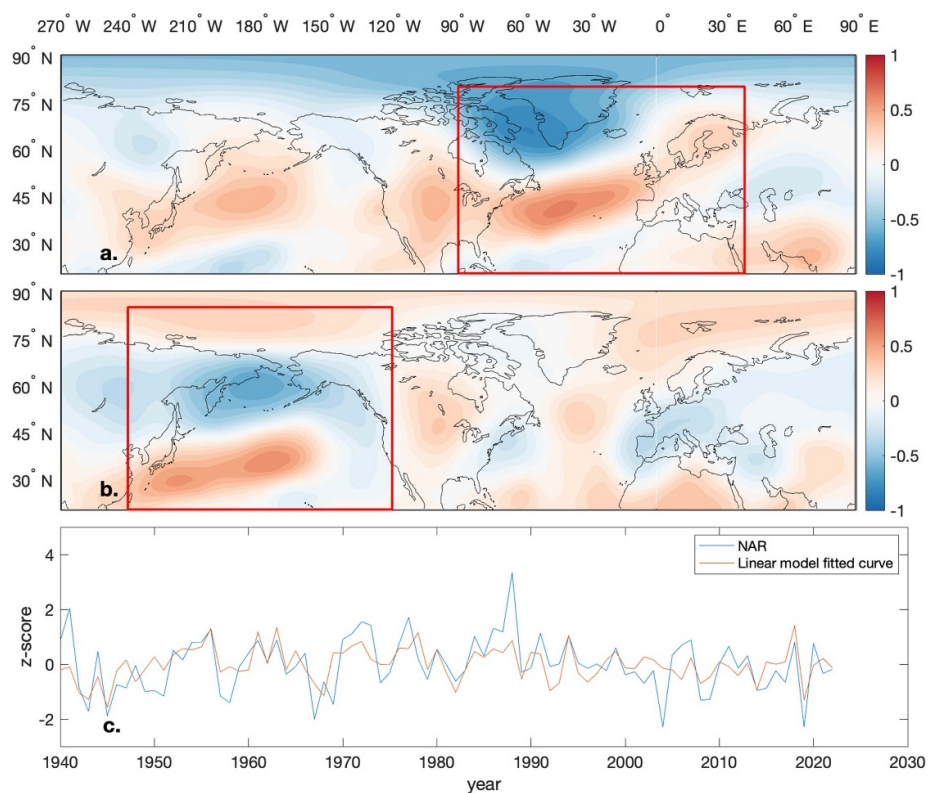 270° W 240° W 210° W 180° W 150° W 120° W 90° W 60° W 30° W 0° 30° E 60° E 90° E
90° N
75° N
60° N
45° N
30° N
a.
1
0.5
0
-0.5
-1
90° N
75° N
60° N
45° N
30° N
b.
1
0.5
0
-0.5
-1
4
2
0
-2
z-score
NAR
Linear model fitted curve
c.
1940 1950 1960 1970 1980 1990 2000 2010 2020 2030
year